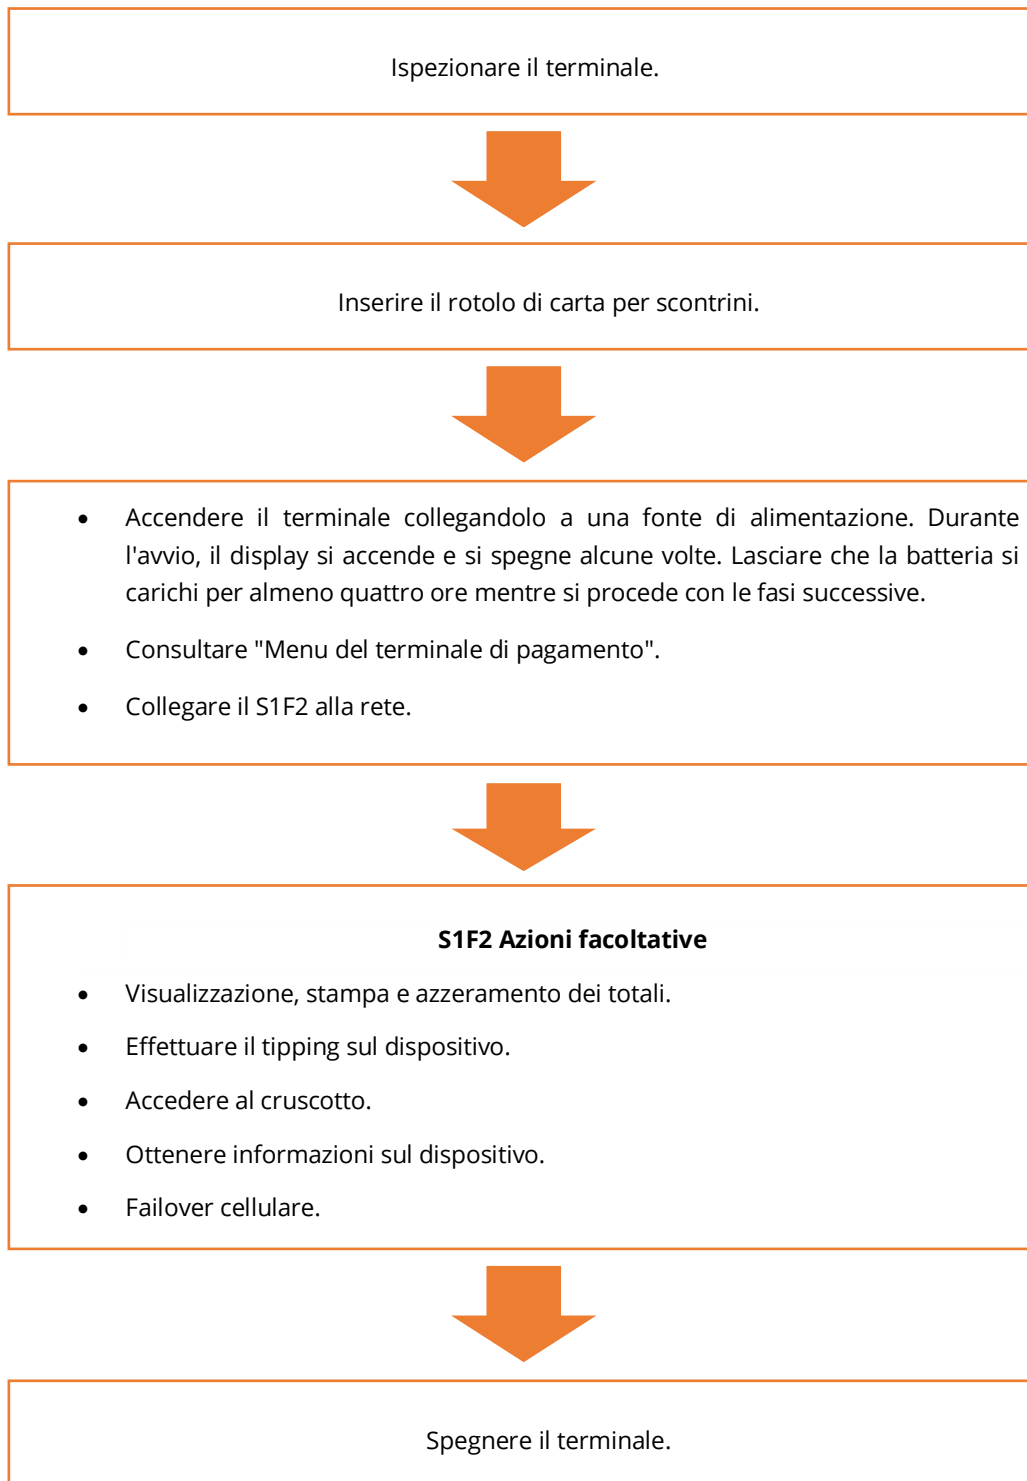 Ispezionare il terminale.
Inserire il rotolo di carta per scontrini.
• Accendere il terminale collegandolo a una fonte di alimentazione. Durante
l'avvio, il display si accende e si spegne alcune volte. Lasciare che la batteria si
carichi per almeno quattro ore mentre si procede con le fasi successive.
• Consultare "Menu del terminale di pagamento".
• Collegare il S1F2 alla rete.
S1F2 Azioni facoltative
• Visualizzazione, stampa e azzeramento dei totali.
• Effettuare il tipping sul dispositivo.
• Accedere al cruscotto.
• Ottenere informazioni sul dispositivo.
• Failover cellulare.
Spegnere il terminale.